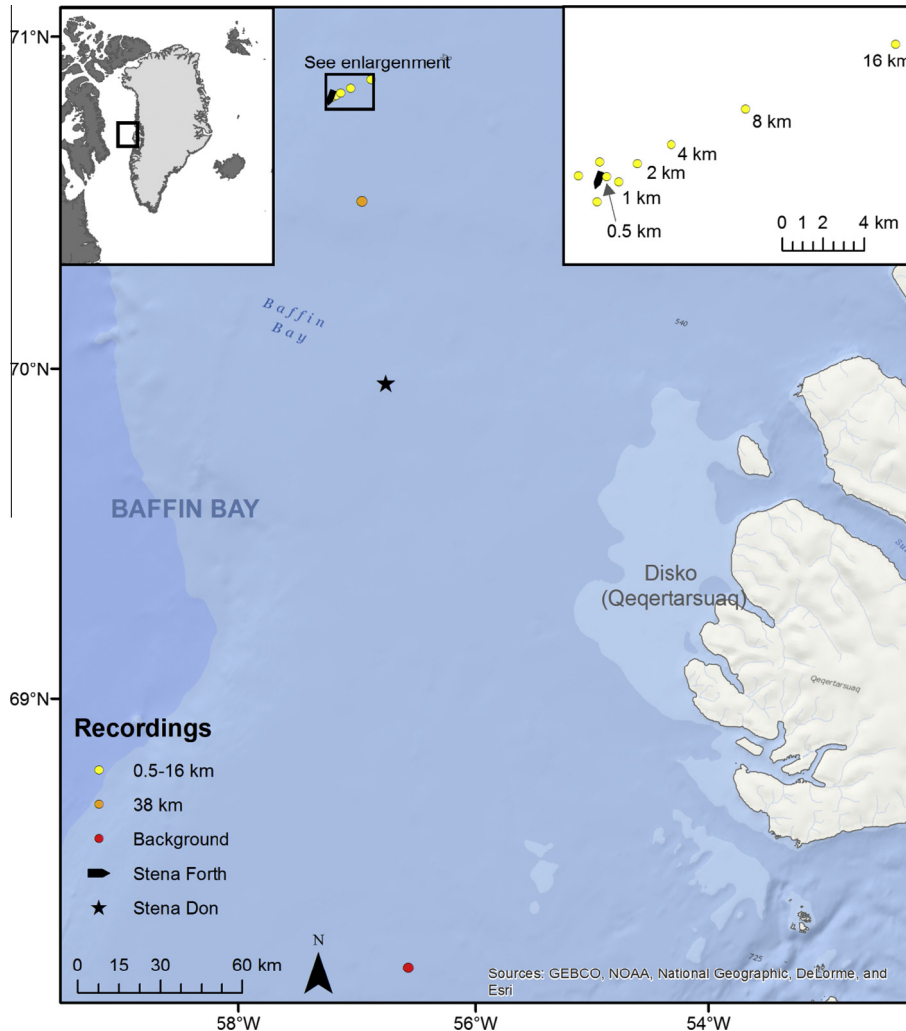 71°N
See enlargenment
16 km
8 km
4 km
2 km
1 km
0.5 km
0 1 2 4 km
Baffin
Bay
540
70°N
BAFFIN BAY
Disko
(Qeqertarsuaq)
Qeqertarsuaq
69°N
Recordings
0.5-16 km
38 km
Background
Stena Forth
Stena Don
0 15 30 60 km
N
725
Sources: GEBCO, NOAA, National Geographic, DeLorme, and
Esri
58°W
56°W
54°W